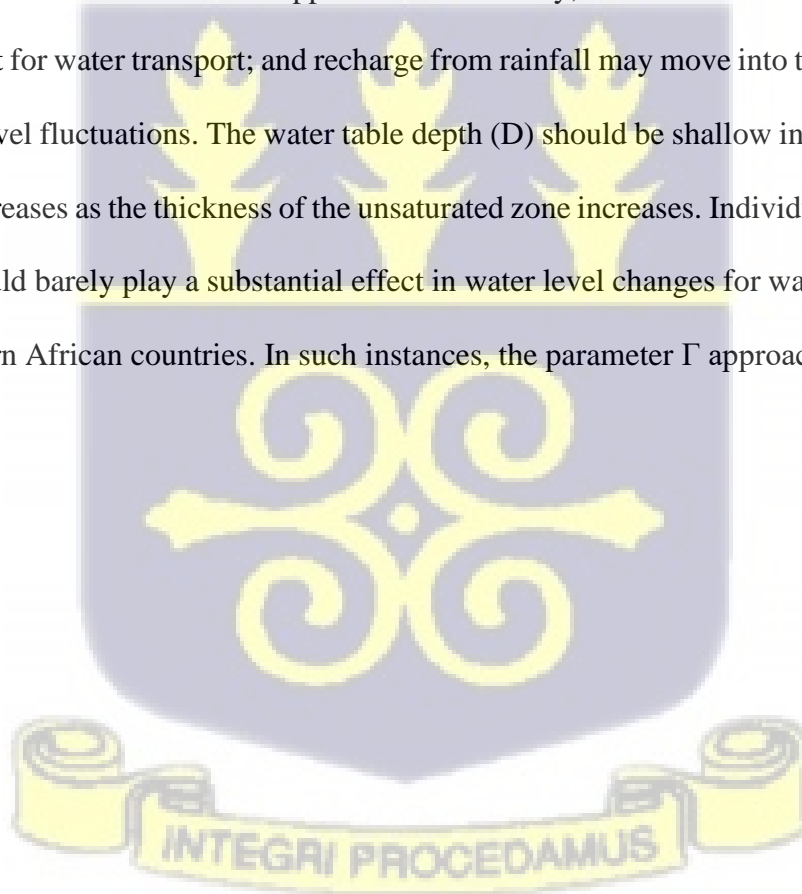 t for water transport; and recharge from rainfall may move into t
vel fluctuations. The water table depth (D) should be shallow in
reases as the thickness of the unsaturated zone increases. Individ
ld barely play a substantial effect in water level changes for wa
rn African countries. In such instances, the parameter Γ approac
INTEGRI PROCEDAMUS